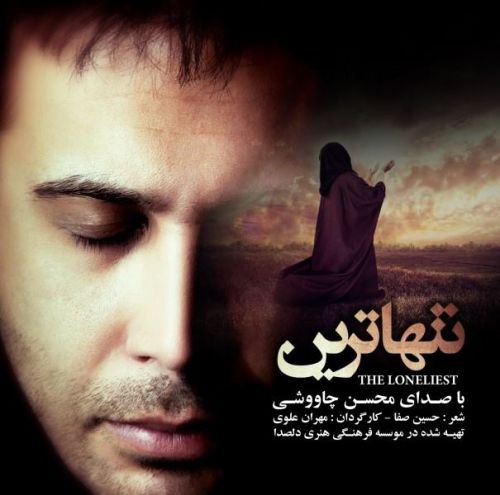 تنهاترین
THE LONELIEST
با صدای محسن چاووشی
شعر : حسین صفا - کارگردان : مهران علوی
تهیه شده در موسسه فرهنگی هنری دلصدا